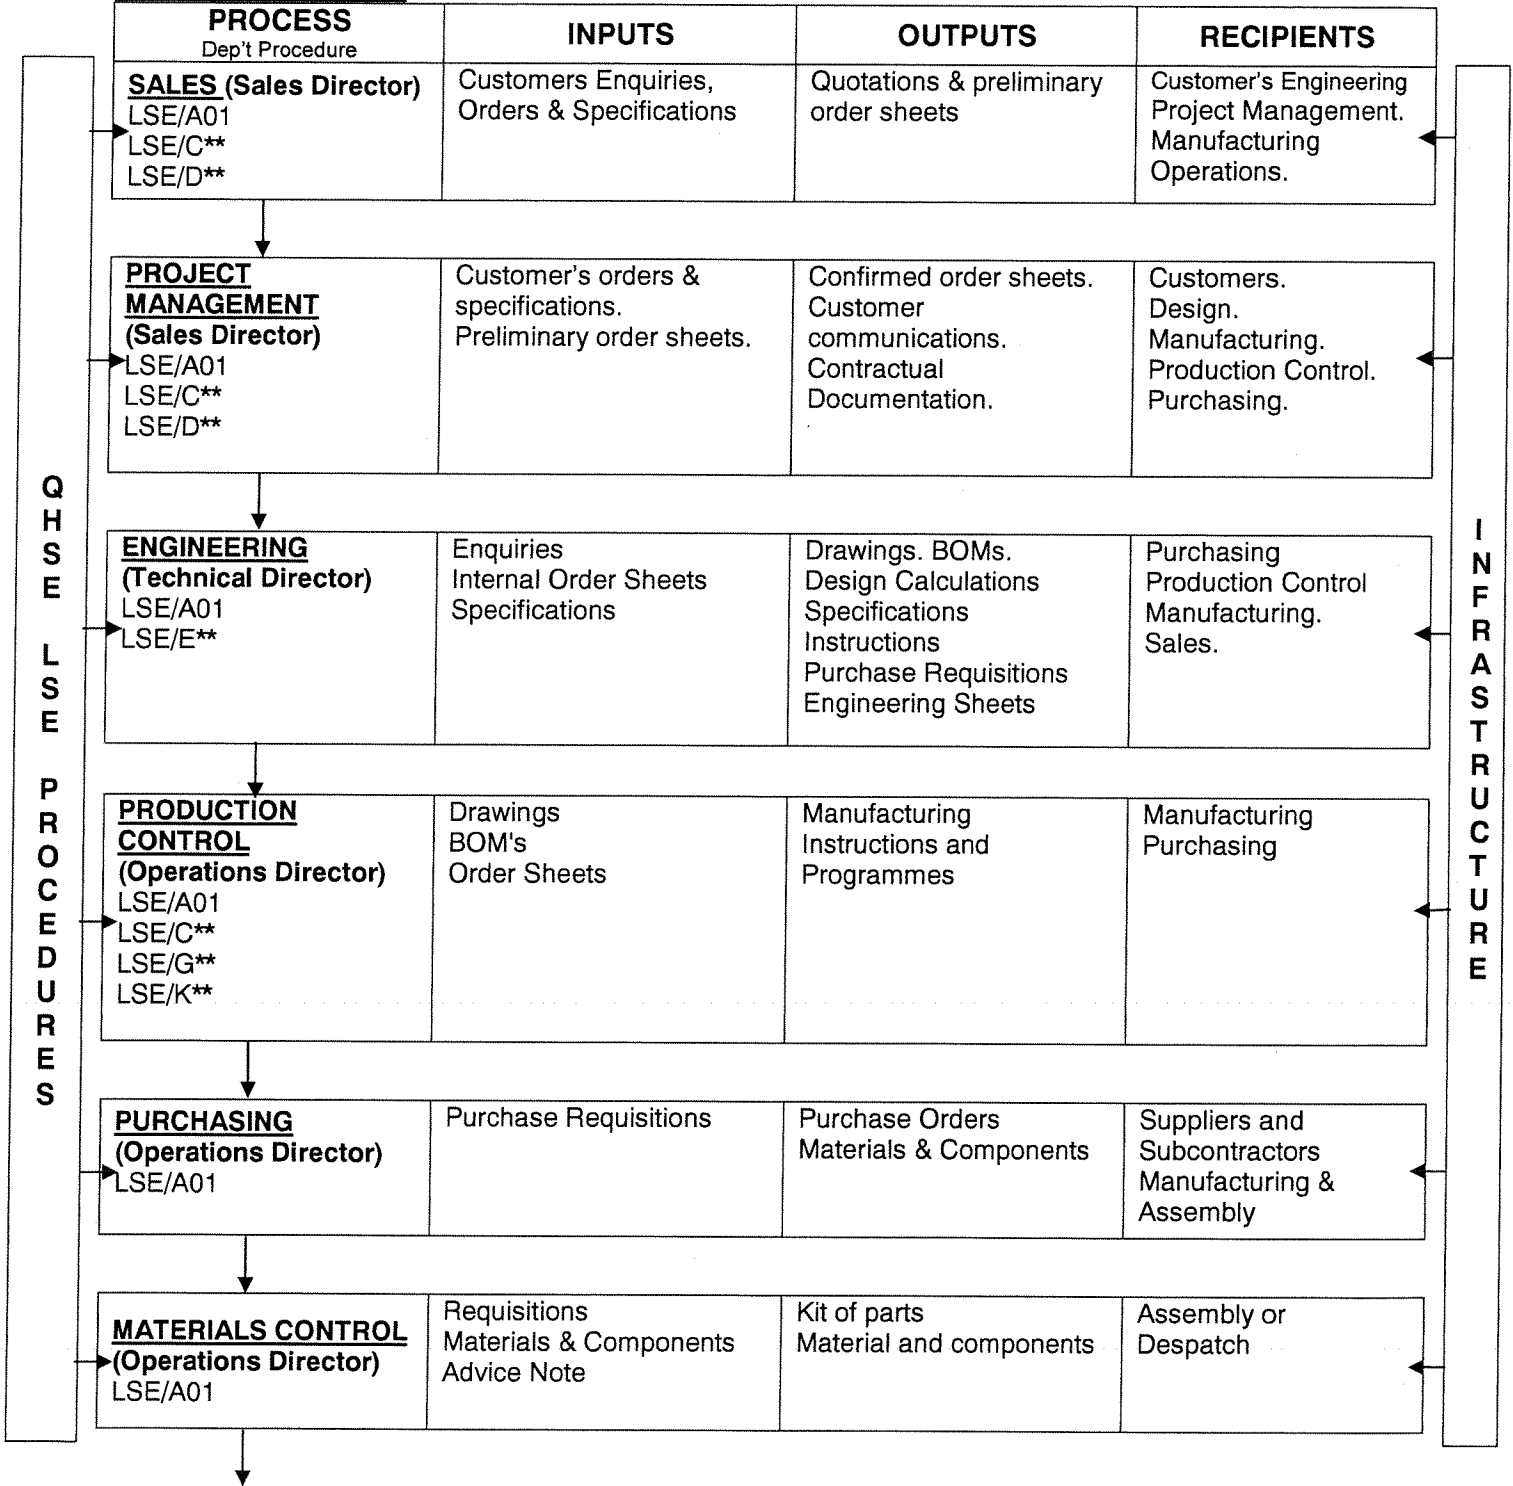 PROCESS
Dep't Procedure
INPUTS
OUTPUTS
RECIPIENTS
SALES (Sales Director)
LSE/A01
LSE/C**
LSE/D**
Customers Enquiries,
Orders & Specifications
Quotations & preliminary
order sheets
Customer's Engineering
Project Management.
Manufacturing
Operations.
PROJECT
MANAGEMENT
(Sales Director)
LSE/A01
LSE/C**
LSE/D**
Customer's orders &
specifications.
Preliminary order sheets.
Confirmed order sheets.
Customer
communications.
Contractual
Documentation.
Customers.
Design.
Manufacturing.
Production Control.
Purchasing.
ENGINEERING
(Technical Director)
LSE/A01
LSE/E**
Enquiries
Internal Order Sheets
Specifications
Drawings. BOMs.
Design Calculations
Specifications
Instructions
Purchase Requisitions
Engineering Sheets
Purchasing
Production Control
Manufacturing.
Sales.
PRODUCTION
CONTROL
(Operations Director)
LSE/A01
LSE/C**
LSE/G**
LSE/K**
Drawings
BOM's
Order Sheets
Manufacturing
Instructions and
Programmes
Manufacturing
Purchasing
PURCHASING
(Operations Director)
LSE/A01
Purchase Requisitions
Purchase Orders
Materials & Components
Suppliers and
Subcontractors
Manufacturing &
Assembly
MATERIALS CONTROL
(Operations Director)
LSE/A01
Requisitions
Materials & Components
Advice Note
Kit of parts
Material and components
Assembly or
Despatch
QHSE LSE PROCEDURES
INFRASTRUCTURE